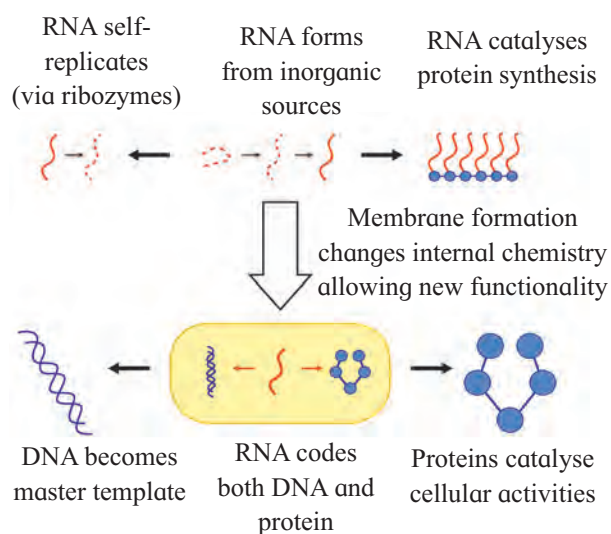 RNA self-
replicates
(via ribozymes)
RNA forms
from inorganic
sources
RNA catalyses
protein synthesis
Membrane formation
changes internal chemistry
allowing new functionality
DNA becomes
master template
RNA codes
both DNA and
protein
Proteins catalyse
cellular activities